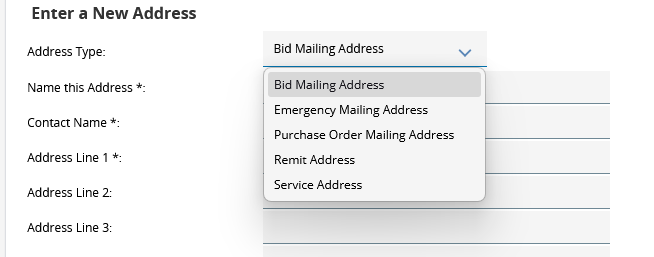 Enter a New Address
Address Type:
Bid Mailing Address
Bid Mailing Address
Emergency Mailing Address
Purchase Order Mailing Address
Remit Address
Service Address
Name this Address *:
Contact Name *:
Address Line 1 *:
Address Line 2:
Address Line 3: